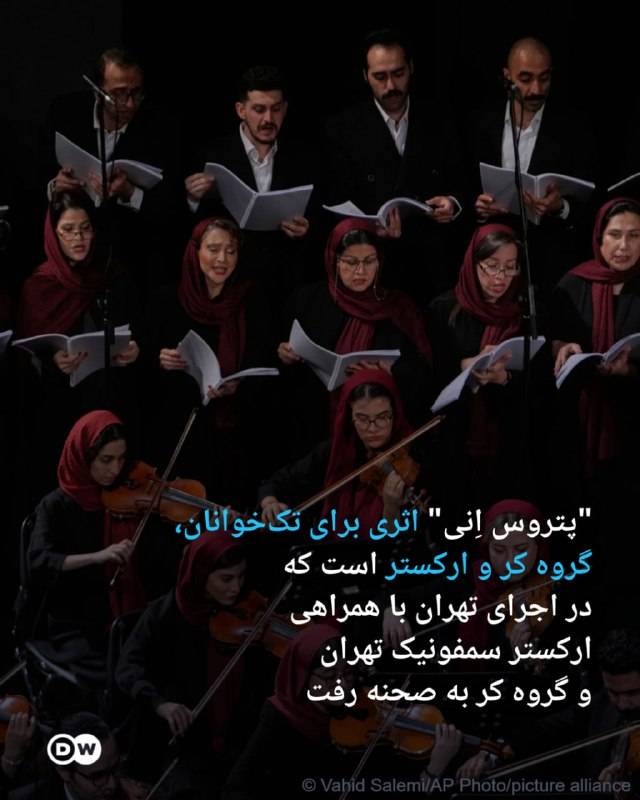 "پتروس اِنی" اثری برای تک‌خوانان،
گروه کر و ارکستر است که
در اجرای تهران با همراهی
ارکستر سمفونیک تهران
و گروه کر به صحنه رفت
DW
© Vahid Salemi/AP Photo/picture alliance